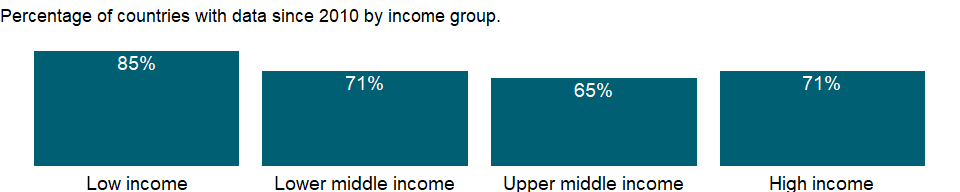 Percentage of countries with data since 2010 by income group.
85%
71%
65%
71%
Low income
Lower middle income
Upper middle income
High income